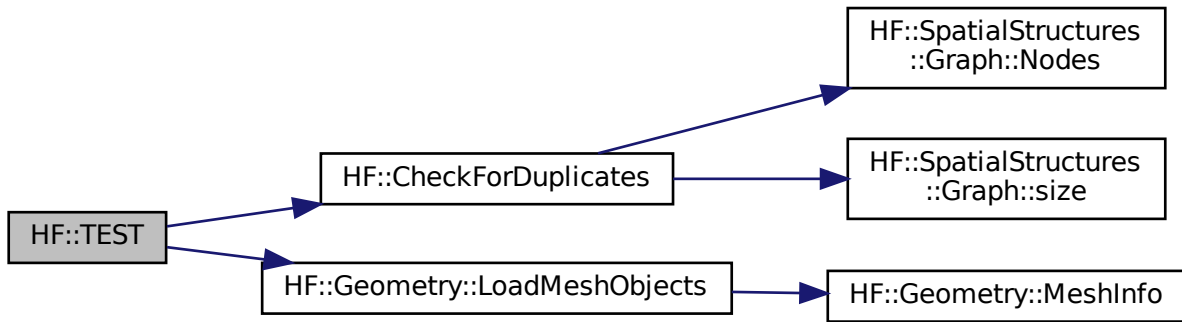 HF::SpatialStructures
::Graph::Nodes
HF::CheckForDuplicates
HF::SpatialStructures
::Graph::size
HF::TEST
HF::Geometry::LoadMeshObjects
HF::Geometry::MeshInfo